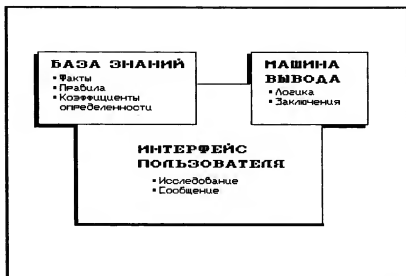 БАЗА ЗНАНИЙ
▪ Факты
▪ Правила
▪ Коэффициенты
определенности
МАШИНА
ВЫВОДА
▪ Логика
▪ Заключения
ИНТЕРФЕЙС
ПОЛЬЗОВАТЕЛЯ
▪ Исследование
▪ Сообщение